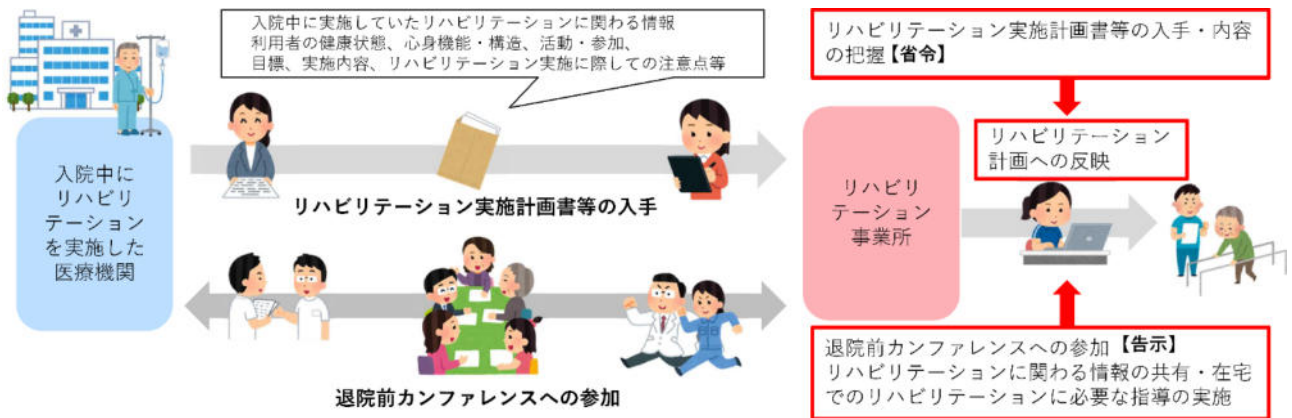 入院中に実施していたリハビリテーションに関わる情報
利用者の健康状態、心身機能・構造、活動・参加、
目標、実施内容、リハビリテーション実施に際しての注意点等
リハビリテーション実施計画書等の入手・内容
の把握【省令】
入院中に
リハビリ
テーション
を実施した
医療機関
リハビリテーション実施計画書等の入手
リハビリ
テーション
事業所
リハビリテーション
計画への反映
退院前カンファレンスへの参加
退院前カンファレンスへの参加【告示】
リハビリテーションに関わる情報の共有・在宅
でのリハビリテーションに必要な指導の実施